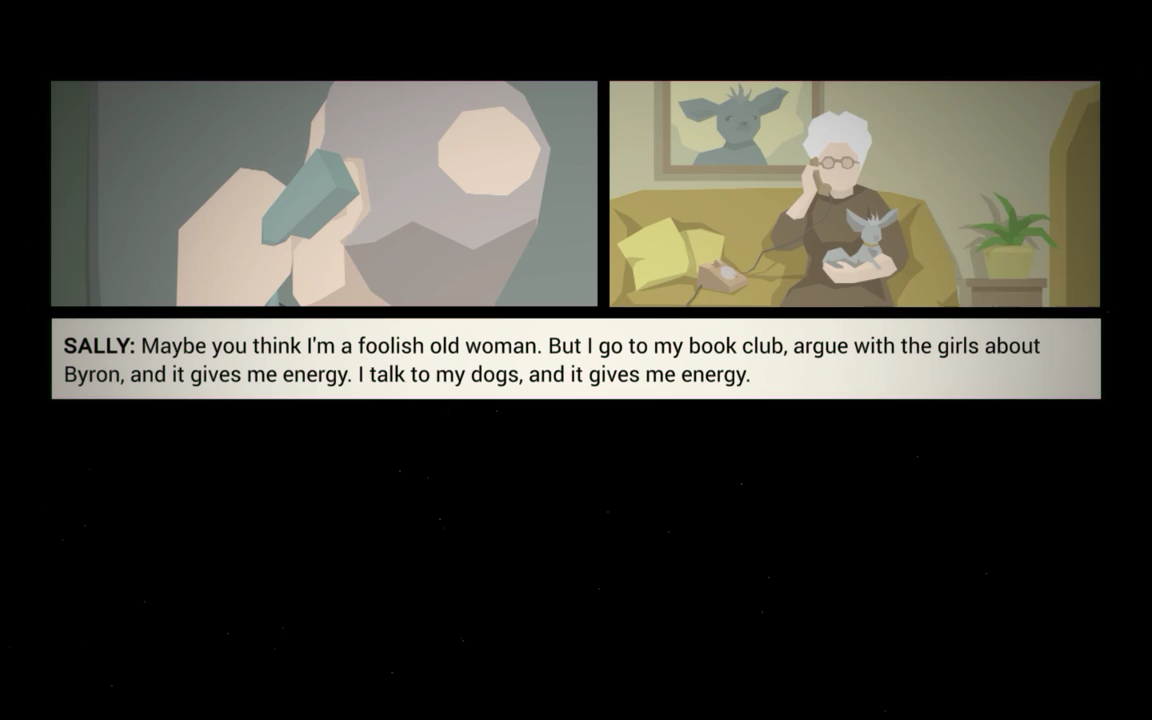 SALLY: Maybe you think I'm a foolish old woman. But I go to my book club, argue with the girls about
Byron, and it gives me energy. I talk to my dogs, and it gives me energy.